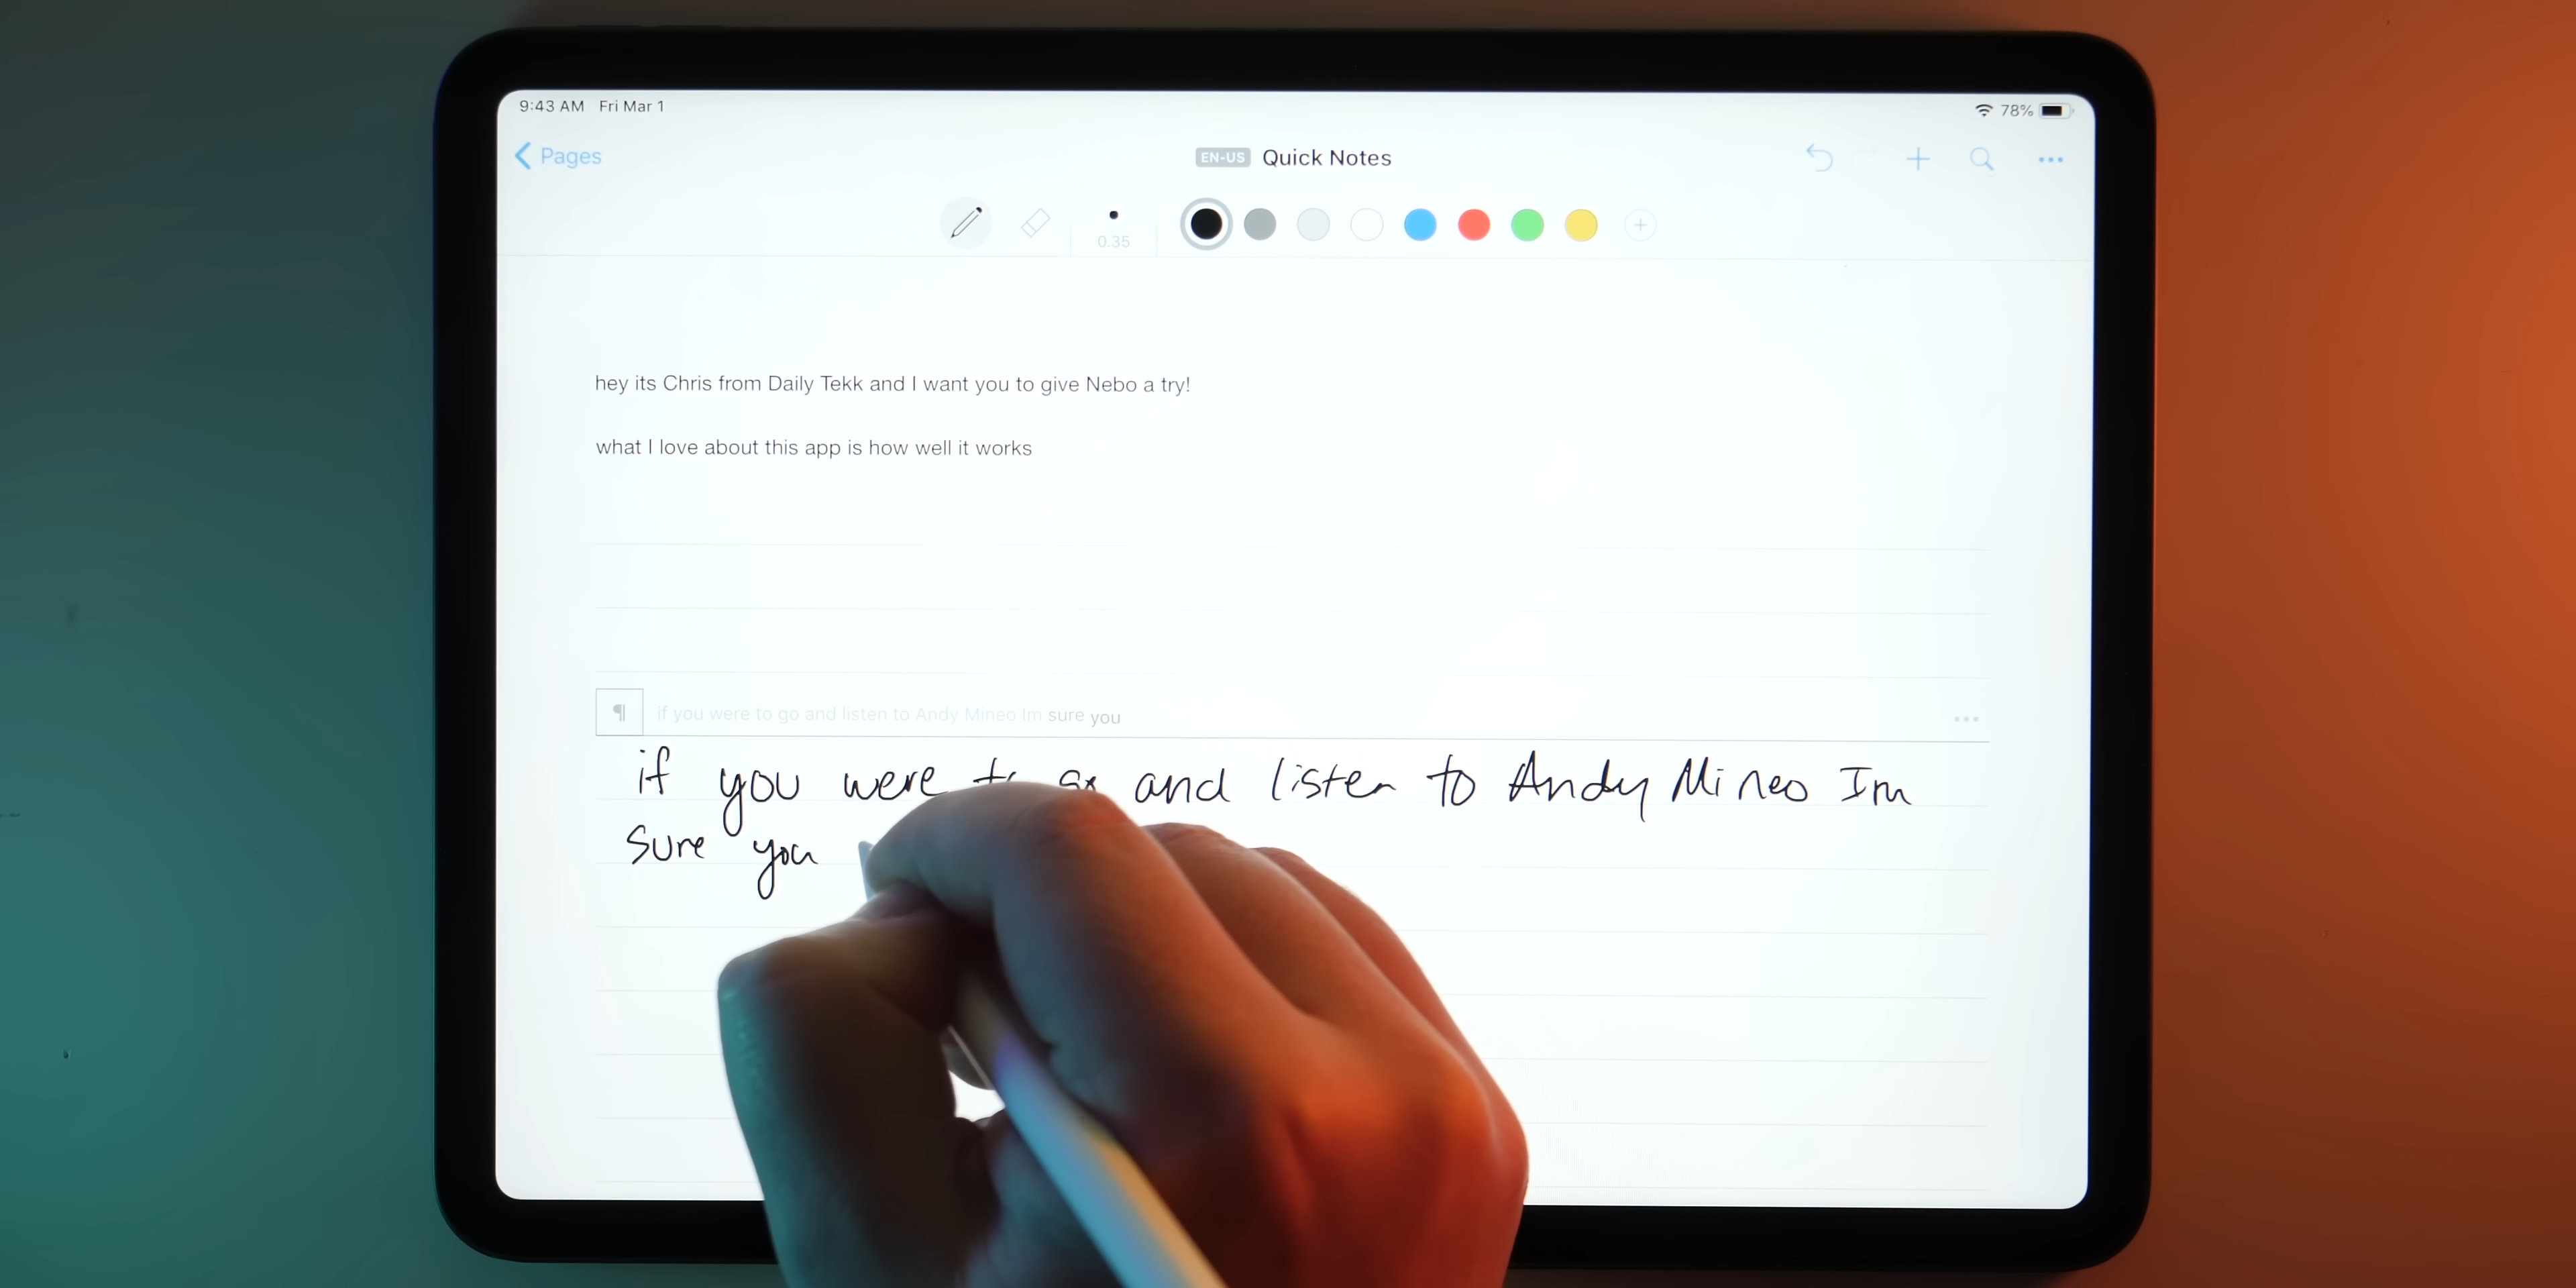 9:43 AM Fri Mar 1 78%
Pages EN-US Quick Notes
0.35
hey its Chris from Daily Tekk and I want you to give Nebo a try!
what I love about this app is how well it works
if you were to go and listen to Andy Mineo Im sure you
if you were to go and listen to Andy Mineo Im
sure you